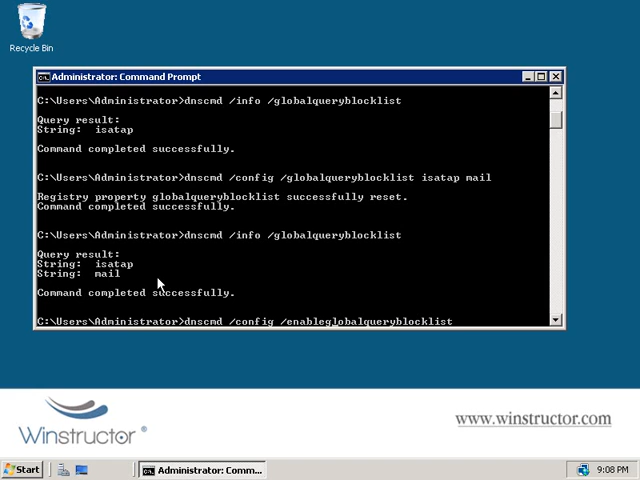 Recycle Bin
Administrator: Command Prompt
C:\Users\Administrator>dnscmd /info /globalqueryblocklist
Query result:
String:  isatap
Command completed successfully.
C:\Users\Administrator>dnscmd /config /globalqueryblocklist isatap mail
Registry property globalqueryblocklist successfully reset.
Command completed successfully.
C:\Users\Administrator>dnscmd /info /globalqueryblocklist
Query result:
String:  isatap
String:  mail
Command completed successfully.
C:\Users\Administrator>dnscmd /config /enableglobalqueryblocklist
Winstructor
www.winstructor.com
Start
Administrator: Comm...
9:08 PM